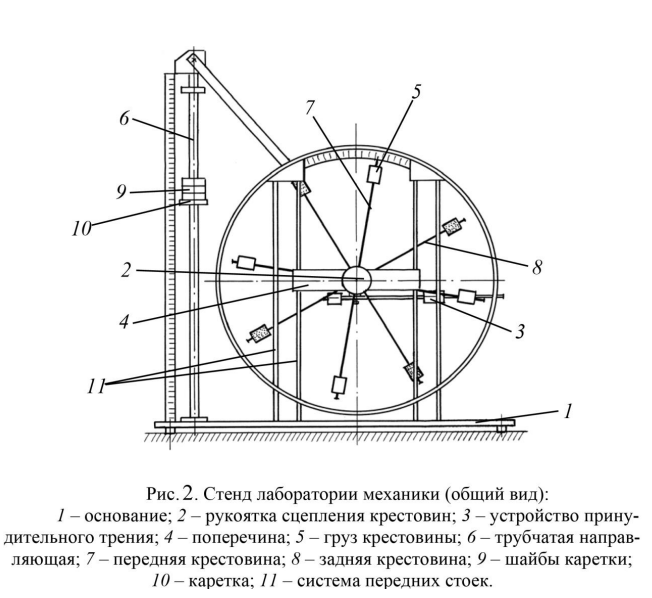 5
7
6
9
10
2
8
4
3
11
1
Рис. 2. Стенд лаборатории механики (общий вид):
1 – основание; 2 – рукоятка сцепления крестовин; 3 – устройство прину-
дительного трения; 4 – поперечина; 5 – груз крестовины; 6 – трубчатая направ-
ляющая; 7 – передняя крестовина; 8 – задняя крестовина; 9 – шайбы каретки;
10 – каретка; 11 – система передних стоек.